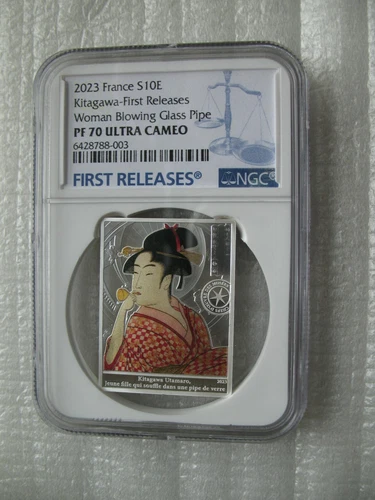 2023 France S10E
Kitagawa-First Releases
Woman Blowing Glass Pipe
PF 70 ULTRA CAMEO
6428788-003
FIRST RELEASES®
NGC
Kitagawa Utamaro,
2023
Jeune fille qui souffle dans une pipe de verre